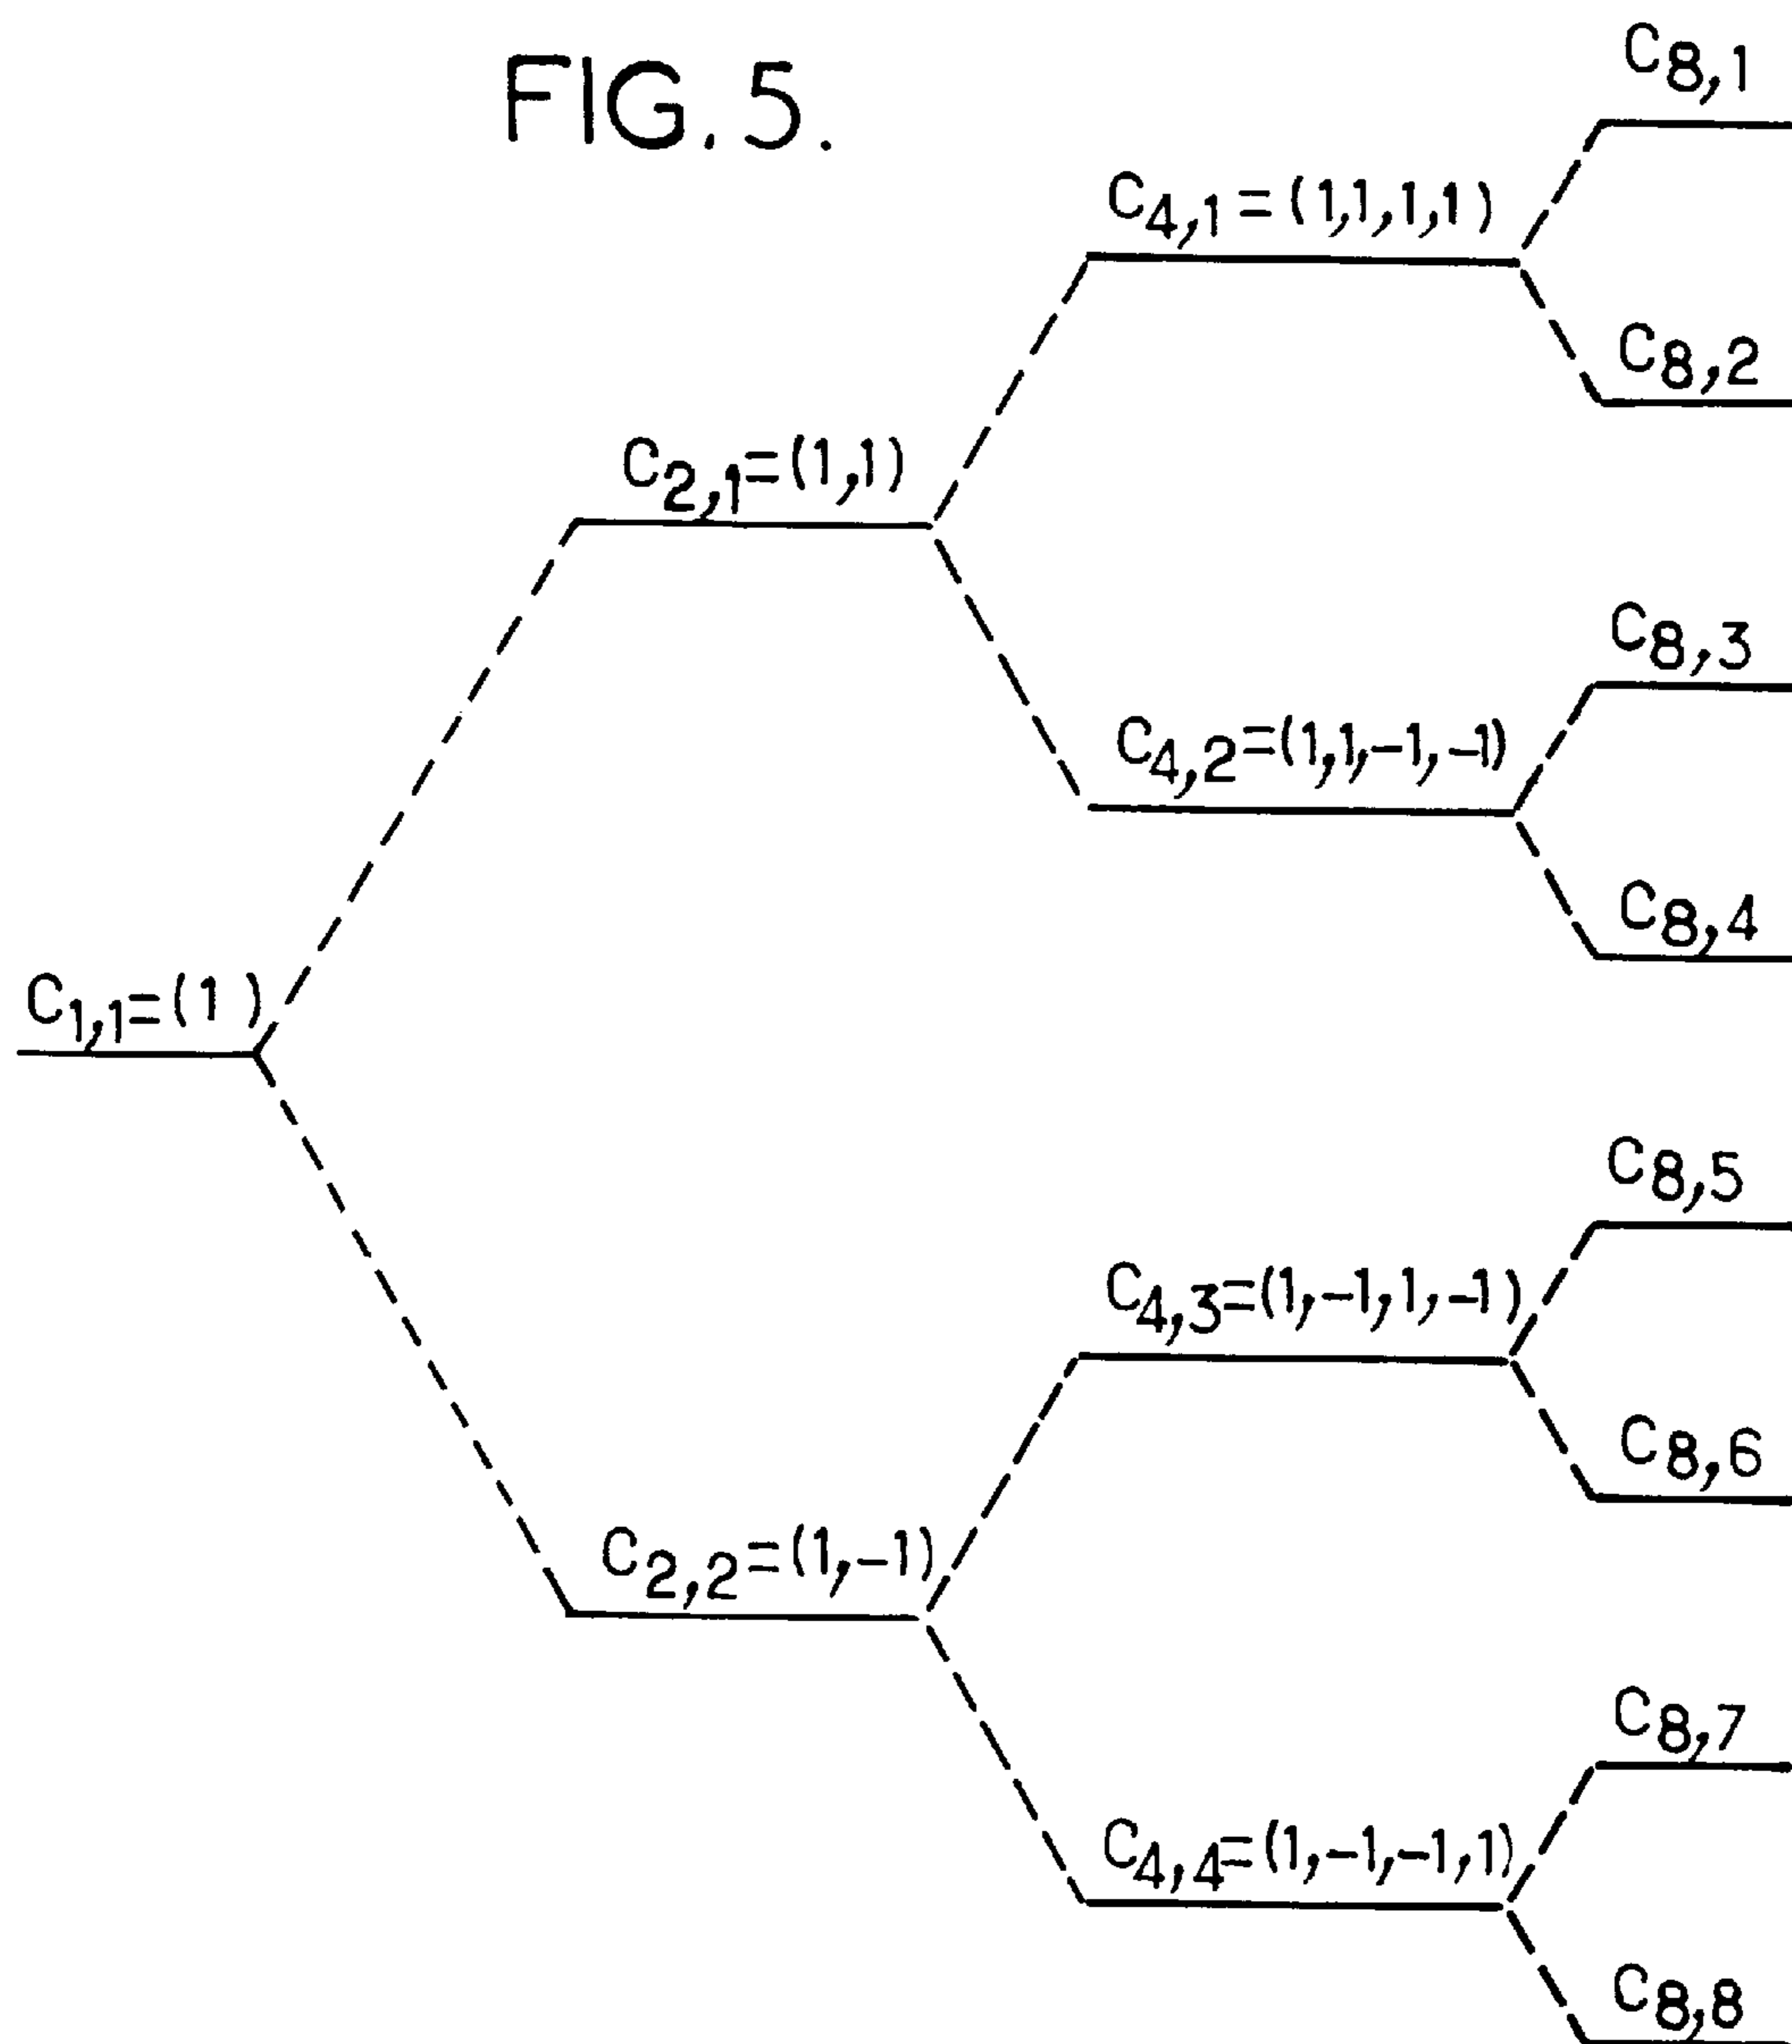 FIG. 5.
C8,1
C4,1=(1,1,1,1)
C8,2
C2,1=(1,1)
C8,3
C4,2=(1,1,-1,-1)
C8,4
C1,1=(1)
C8,5
C4,3=(1,-1,1,-1)
C8,6
C2,2=(1,-1)
C8,7
C4,4=(1,-1,-1,1)
C8,8